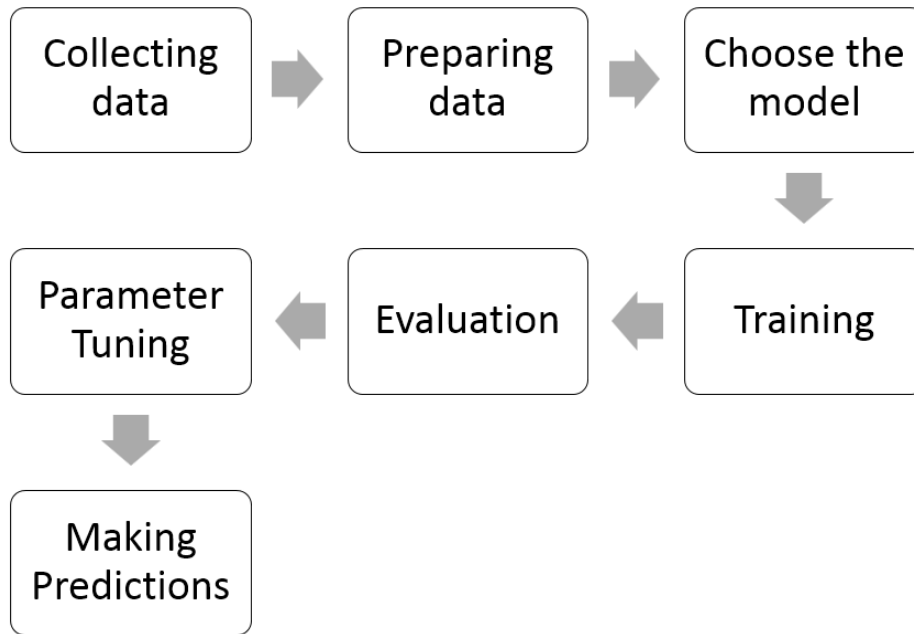 Collecting
data
Preparing
data
Choose the
model
Training
Evaluation
Parameter
Tuning
Making
Predictions